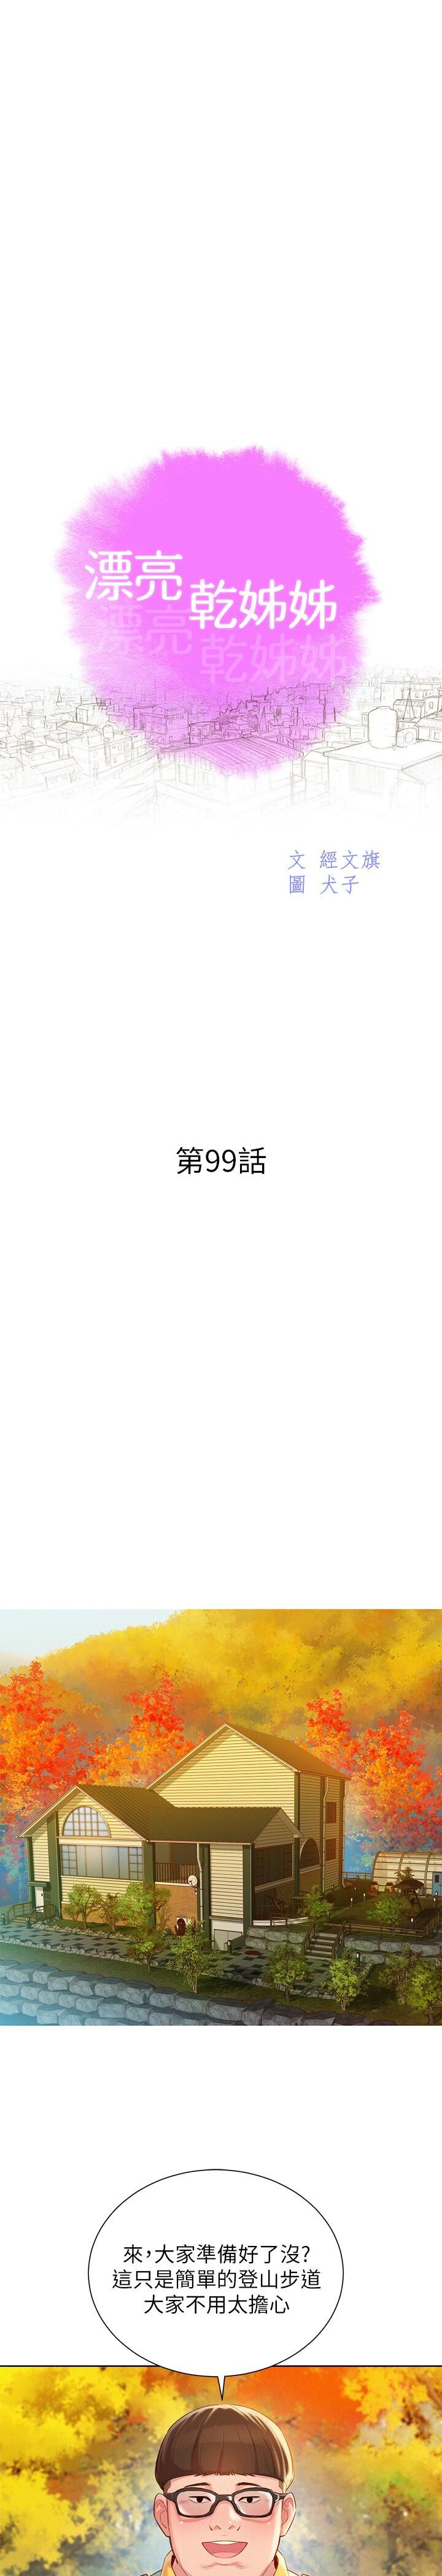 漂亮
乾姊姊
漂亮
乾姊姊
文 經文旗
圖 犬子
第99話
來,大家準備好了沒?
這只是簡單的登山步道
大家不用太擔心